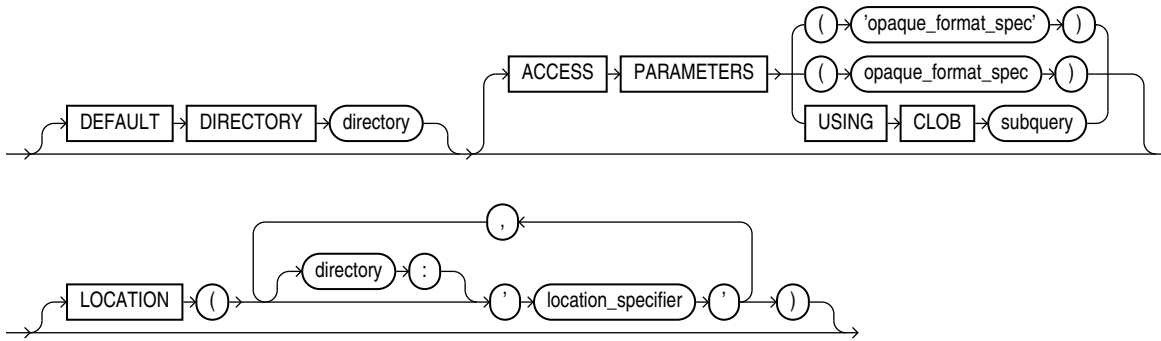 ( 'opaque_format_spec' )
ACCESS PARAMETERS ( opaque_format_spec )
DEFAULT DIRECTORY directory USING CLOB subquery
,
directory :
LOCATION ( ' location_specifier ' )